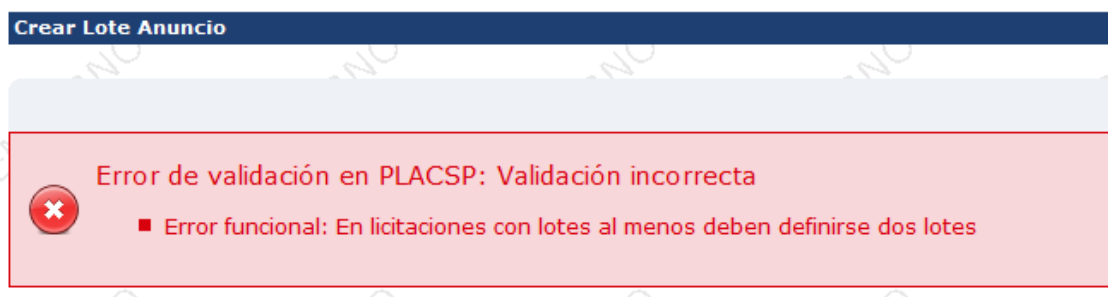 Crear Lote Anuncio
Error de validación en PLACSP: Validación incorrecta
Error funcional: En licitaciones con lotes al menos deben definirse dos lotes